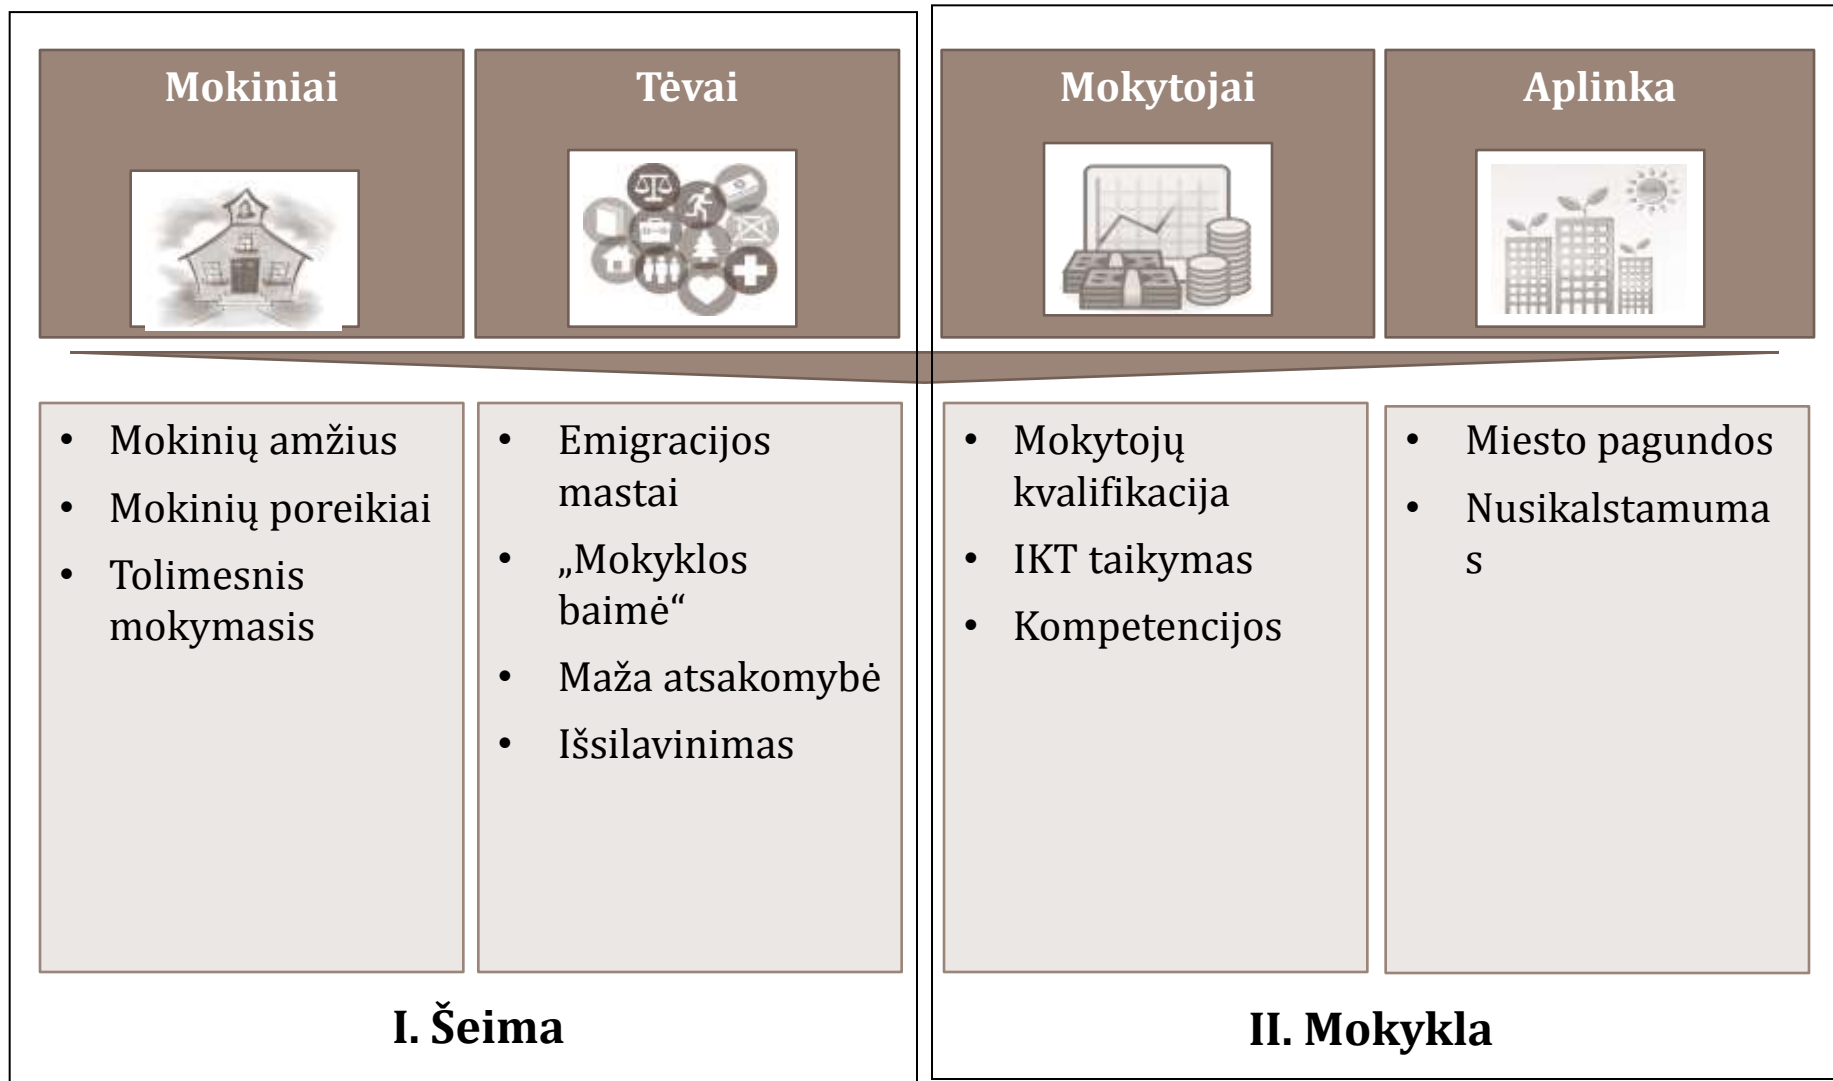 Mokiniai
Tėvai
Mokytojai
Aplinka
• Mokinių amžius
• Mokinių poreikiai
• Tolimesnis
mokymasis
• Emigracijos
mastai
• „Mokyklos
baimė“
• Maža atsakomybė
• Išsilavinimas
• Mokytojų
kvalifikacija
• IKT taikymas
• Kompetencijos
• Miesto pagundos
• Nusikalstamuma
s
I. Šeima
II. Mokykla